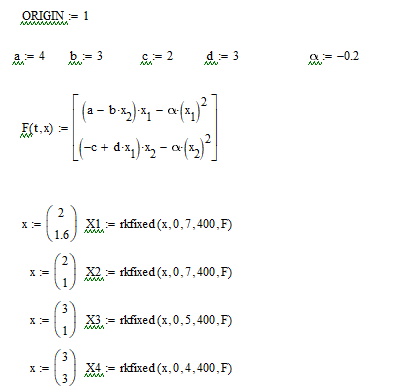 ORIGIN := 1
a := 4 b := 3 c := 2 d := 3 α := -0.2
F(t,x) := [ (a - b·x₂)·x₁ - α·(x₁)²
(-c + d·x₁)·x₂ - α·(x₂)² ]
x := (2 1.6) X1 := rkfixed(x,0,7,400,F)
x := (2 1) X2 := rkfixed(x,0,7,400,F)
x := (3 1) X3 := rkfixed(x,0,5,400,F)
x := (3 3) X4 := rkfixed(x,0,4,400,F)